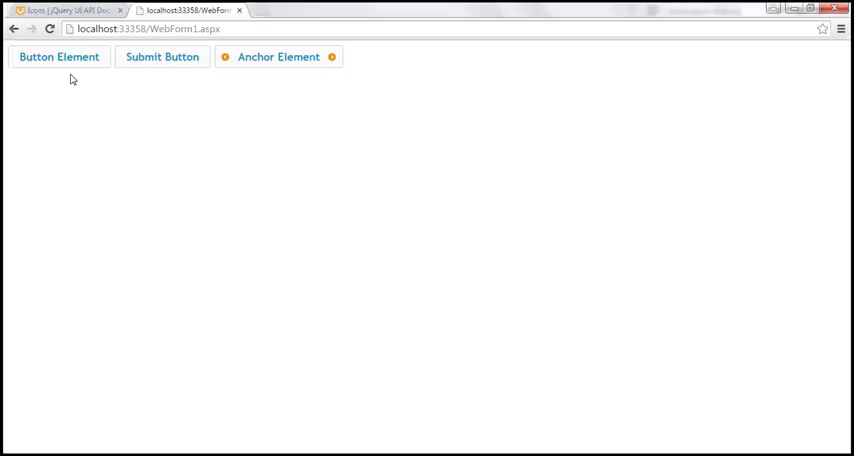 Icons | jQuery UI API Doc
localhost:33358/WebForm
localhost:33358/WebForm1.aspx
Button Element
Submit Button
Anchor Element